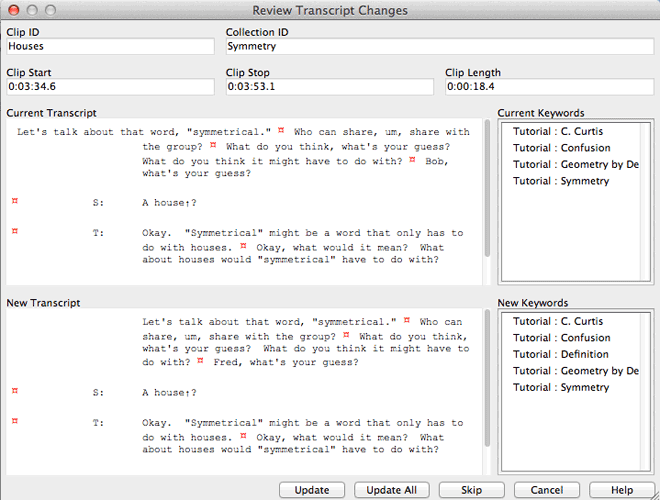 Review Transcript Changes
Clip ID
Collection ID
Houses
Symmetry
Clip Start
Clip Stop
Clip Length
0:03:34.6
0:03:53.1
0:00:18.4
Current Transcript
Let's talk about that word, "symmetrical." ¤ Who can share, um, share with
the group? ¤ What do you think, what's your guess?
What do you think it might have to do with? ¤ Bob,
what's your guess?
¤ S: A house↑?
¤ T: Okay. "Symmetrical" might be a word that only has to
do with houses. ¤ Okay, what would it mean? What
about houses would "symmetrical" have to do with?
Current Keywords
Tutorial : C. Curtis
Tutorial : Confusion
Tutorial : Geometry by De
Tutorial : Symmetry
New Transcript
Let's talk about that word, "symmetrical." ¤ Who can
share, um, share with the group? ¤ What do you think,
what's your guess? What do you think it might have to
do with? ¤ Fred, what's your guess?
¤ S: A house↑?
¤ T: Okay. "Symmetrical" might be a word that only has to
do with houses. ¤ Okay, what would it mean? What
about houses would "symmetrical" have to do with?
New Keywords
Tutorial : C. Curtis
Tutorial : Confusion
Tutorial : Definition
Tutorial : Geometry by De
Tutorial : Symmetry
Update
Update All
Skip
Cancel
Help